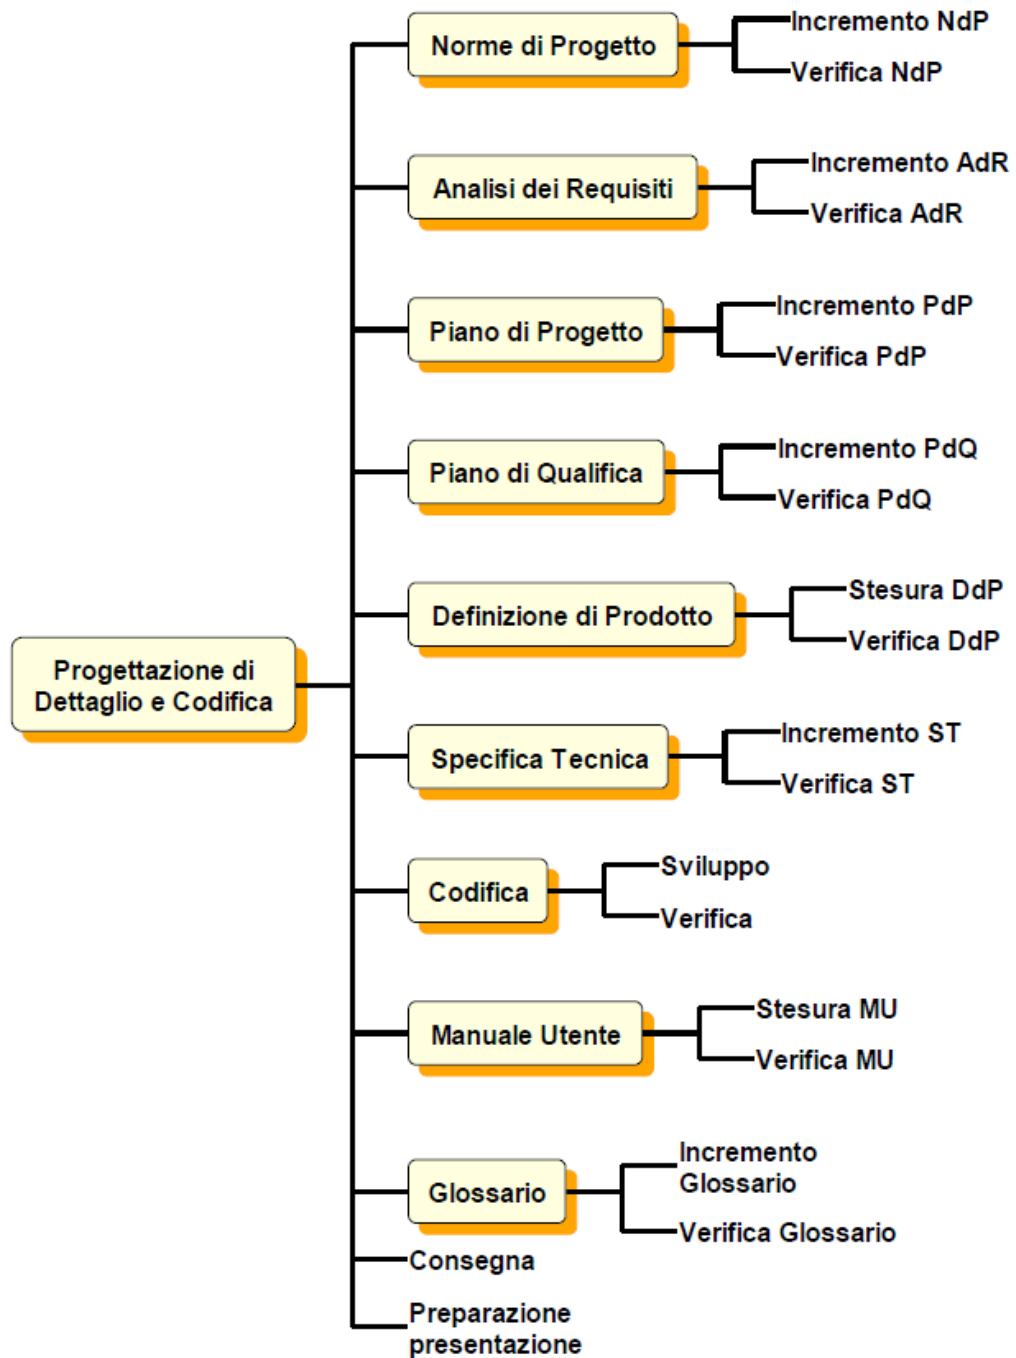 Norme di Progetto
Incremento NdP
Verifica NdP
Analisi dei Requisiti
Incremento AdR
Verifica AdR
Piano di Progetto
Incremento PdP
Verifica PdP
Piano di Qualifica
Incremento PdQ
Verifica PdQ
Definizione di Prodotto
Stesura DdP
Verifica DdP
Progettazione di
Dettaglio e Codifica
Specifica Tecnica
Incremento ST
Verifica ST
Codifica
Sviluppo
Verifica
Manuale Utente
Stesura MU
Verifica MU
Glossario
Incremento
Glossario
Verifica Glossario
Consegna
Preparazione
presentazione